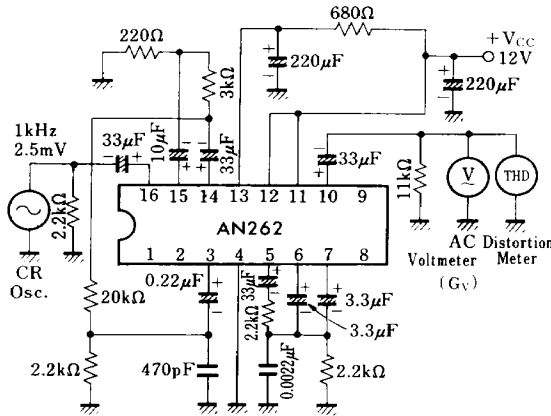 220Ω
680Ω
+Vcc
12V
3kΩ
220μF
220μF
1kHz
2.5mV
33μF
10μF
33μF
33μF
11kΩ
V
THD
2.2kΩ
16 15 14 13 12 11 10 9
AN262
1 2 3 4 5 6 7 8
CR
Osc.
AC
Voltmeter
(Gv)
Distortion
Meter
0.22μF
33μF
20kΩ
2.2kΩ
3.3μF
3.3μF
2.2kΩ
470pF
0.0022μF
2.2kΩ